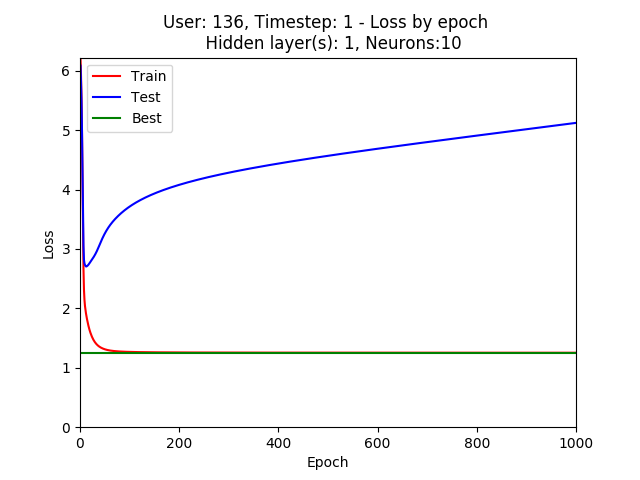 User: 136, Timestep: 1 - Loss by epoch
Hidden layer(s): 1, Neurons:10
Train
Test
Best
6
5
4
3
2
1
0
Loss
0 200 400 600 800 1000
Epoch